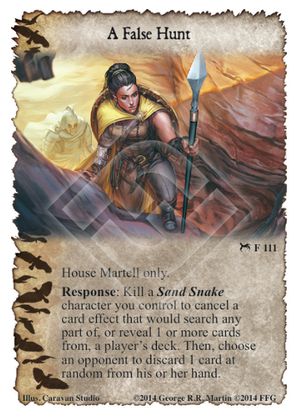 A False Hunt
F 111
House Martell only.
Response: Kill a Sand Snake
character you control to cancel a
card effect that would search any
part of, or reveal 1 or more cards
from, a player's deck. Then, choose
an opponent to discard 1 card at
random from his or her hand.
Illus. Caravan Studio ©2014 George R.R. Martin ©2014 FFG